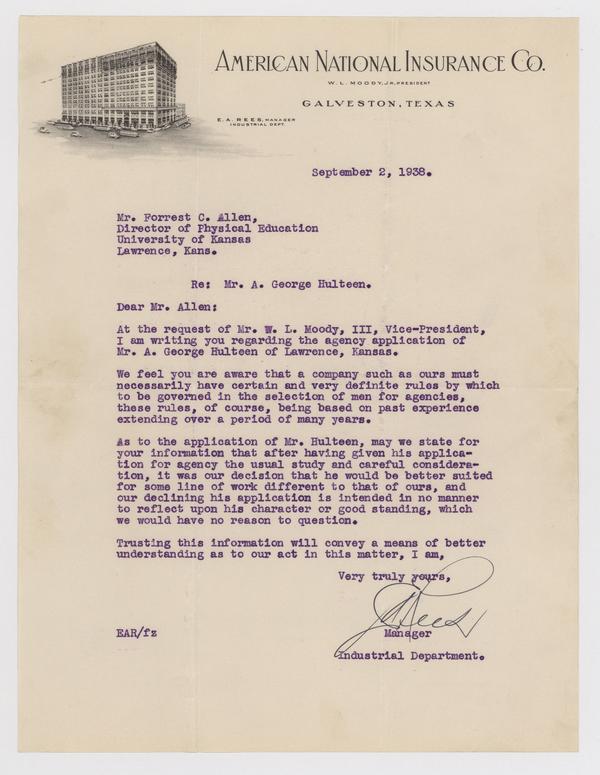 AMERICAN NATIONAL INSURANCE CO.
W. L. MOODY, JR., PRESIDENT
GALVESTON, TEXAS
E. A. REES, MANAGER
INDUSTRIAL DEPT.
September 2, 1938.
Mr. Forrest C. Allen,
Director of Physical Education
University of Kansas
Lawrence, Kans.
Re: Mr. A. George Hulteen.
Dear Mr. Allen:
At the request of Mr. W. L. Moody, III, Vice-President,
I am writing you regarding the agency application of
Mr. A. George Hulteen of Lawrence, Kansas.
We feel you are aware that a company such as ours must
necessarily have certain and very definite rules by which
to be governed in the selection of men for agencies,
these rules, of course, being based on past experience
extending over a period of many years.
As to the application of Mr. Hulteen, may we state for
your information that after having given his applica-
tion for agency the usual study and careful considera-
tion, it was our decision that he would be better suited
for some line of work different to that of ours, and
our declining his application is intended in no manner
to reflect upon his character or good standing, which
we would have no reason to question.
Trusting this information will convey a means of better
understanding as to our act in this matter, I am,
Very truly yours,
EARees
EAR/fz Manager
Industrial Department.